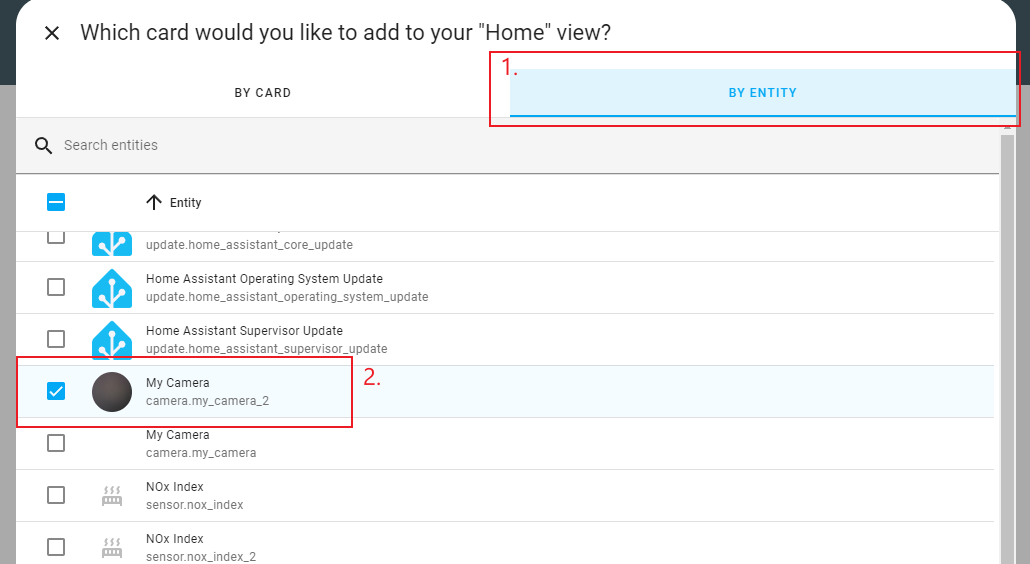 Which card would you like to add to your "Home" view?
1.
BY CARD
BY ENTITY
Search entities
Entity
update.home_assistant_core_update
Home Assistant Operating System Update
update.home_assistant_operating_system_update
Home Assistant Supervisor Update
update.home_assistant_supervisor_update
2.
My Camera
camera.my_camera_2
My Camera
camera.my_camera
NOx Index
sensor.nox_index
NOx Index
sensor.nox_index_2